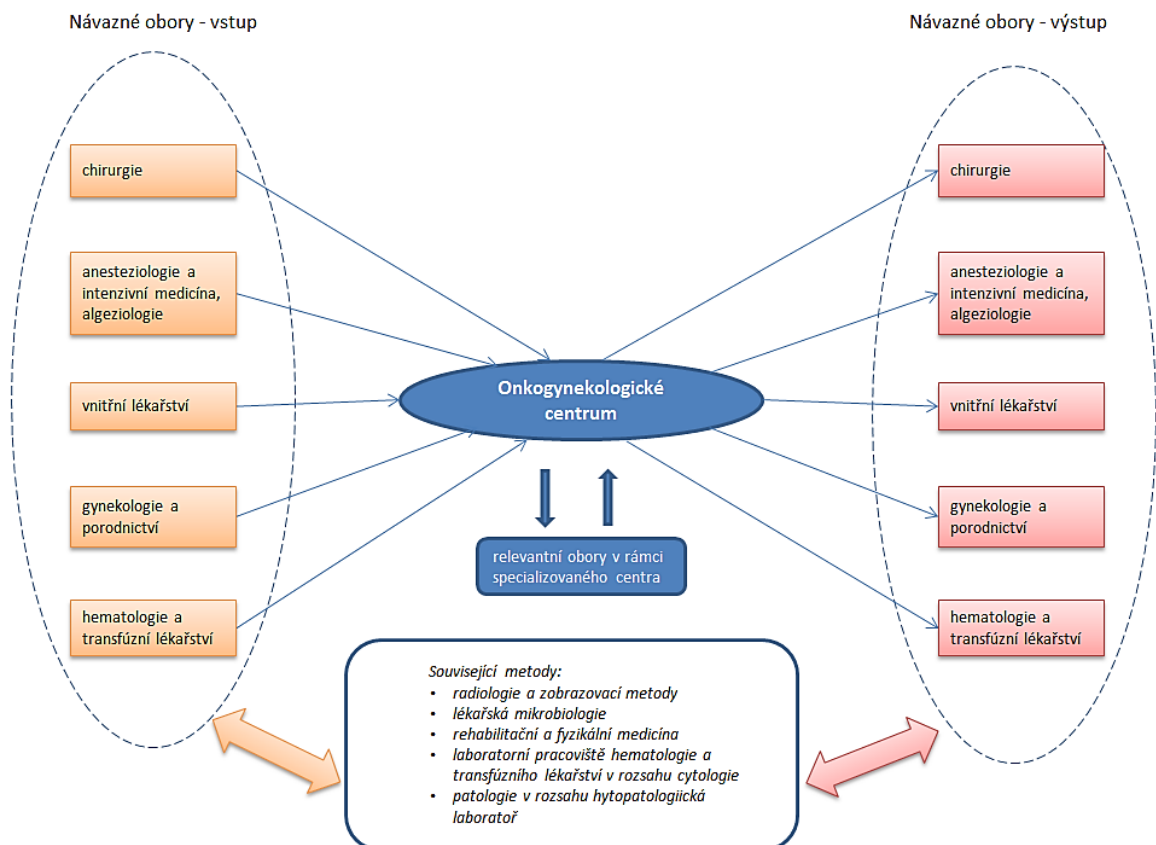 Návazné obory - vstup
Návazné obory - výstup
chirurgie
anesteziologie a
intenzivní medicína,
algeziologie
vnitřní lékařství
gynekologie a
porodnictví
hematologie a
transfúzní lékařství
Onkogynekologické
centrum
relevantní obory v rámci
specializovaného centra
chirurgie
anesteziologie a
intenzivní medicína,
algeziologie
vnitřní lékařství
gynekologie a
porodnictví
hematologie a
transfúzní lékařství
Související metody:
• radiologie a zobrazovací metody
• lékařská mikrobiologie
• rehabilitační a fyzikální medicína
• laboratorní pracoviště hematologie a
transfúzního lékařství v rozsahu cytologie
• patologie v rozsahu hytopatologiická
laboratoř